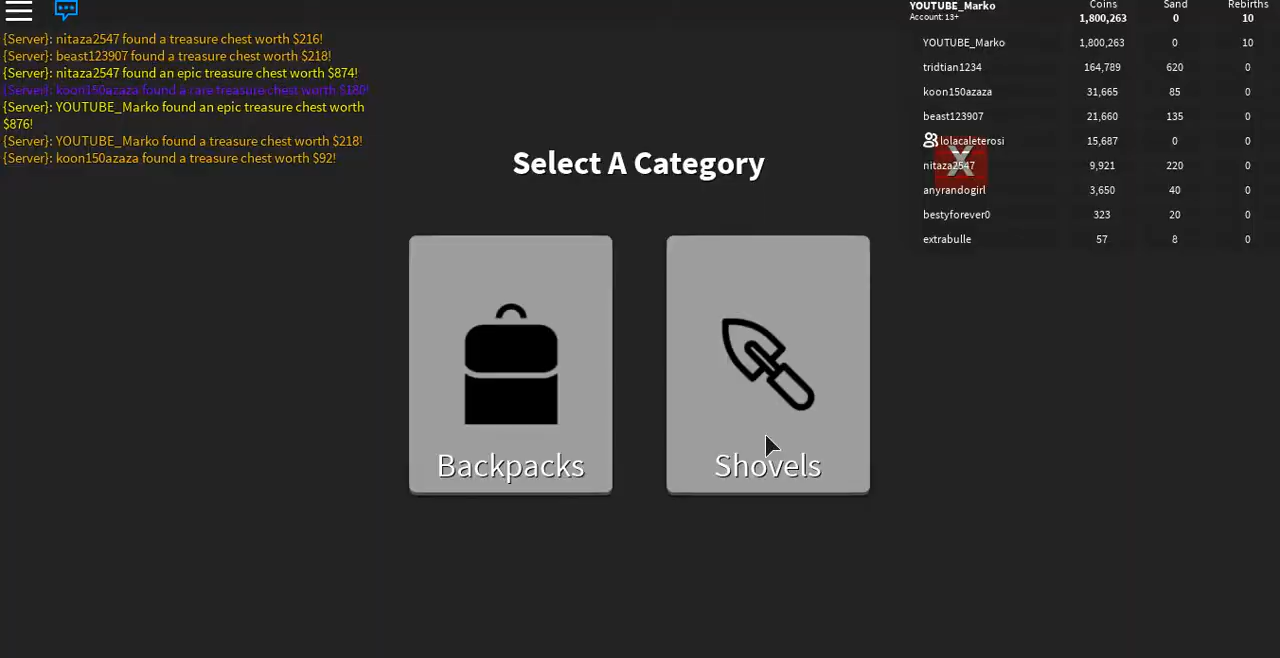 {Server}: nitaza2547 found a treasure chest worth $216!
{Server}: beast123907 found a treasure chest worth $218!
{Server}: nitaza2547 found an epic treasure chest worth $874!
{Server}: koon150azaza found a care treasure chest worth $180!
{Server}: YOUTUBE_Marko found an epic treasure chest worth
$876!
{Server}: YOUTUBE_Marko found a treasure chest worth $218!
{Server}: koon150azaza found a treasure chest worth $92!
YOUTUBE_Marko Coins Sand Rebirths
Account: 13+ 1,800,263 0 10
YOUTUBE_Marko 1,800,263 0 10
tridtian1234 164,789 620 0
koon150azaza 31,665 85 0
beast123907 21,660 135 0
lolacaleterosi 15,687 0 0
nitaza2547 9,921 220 0
anyrandogirl 3,650 40 0
bestyforever0 323 20 0
extrabulle 57 8 0
X
Select A Category
Backpacks
Shovels